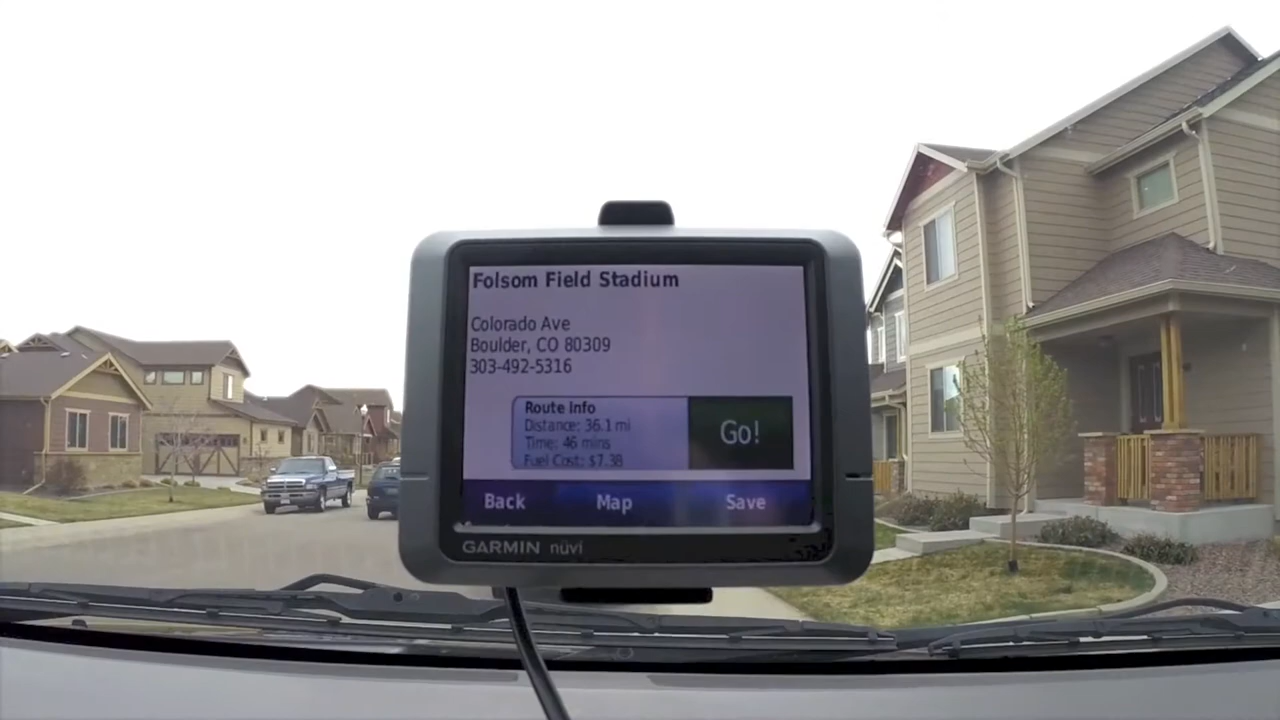 Folsom Field Stadium
Colorado Ave
Boulder, CO 80309
303-492-5316
Route Info
Distance: 36.1 mi
Time: 46 mins
Fuel Cost: $7.38
Go!
Back Map Save
GARMIN nüvi